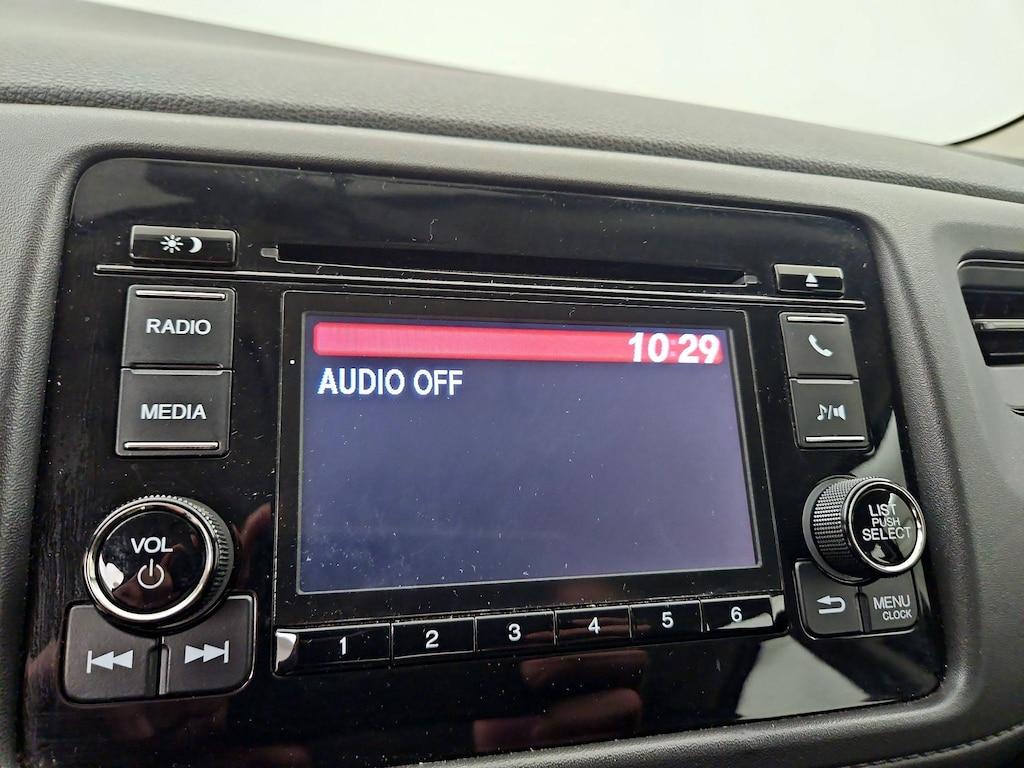 RADIO
10:29
AUDIO OFF
MEDIA
VOL
LIST
PUSH
SELECT
MENU
CLOCK
1 2 3 4 5 6